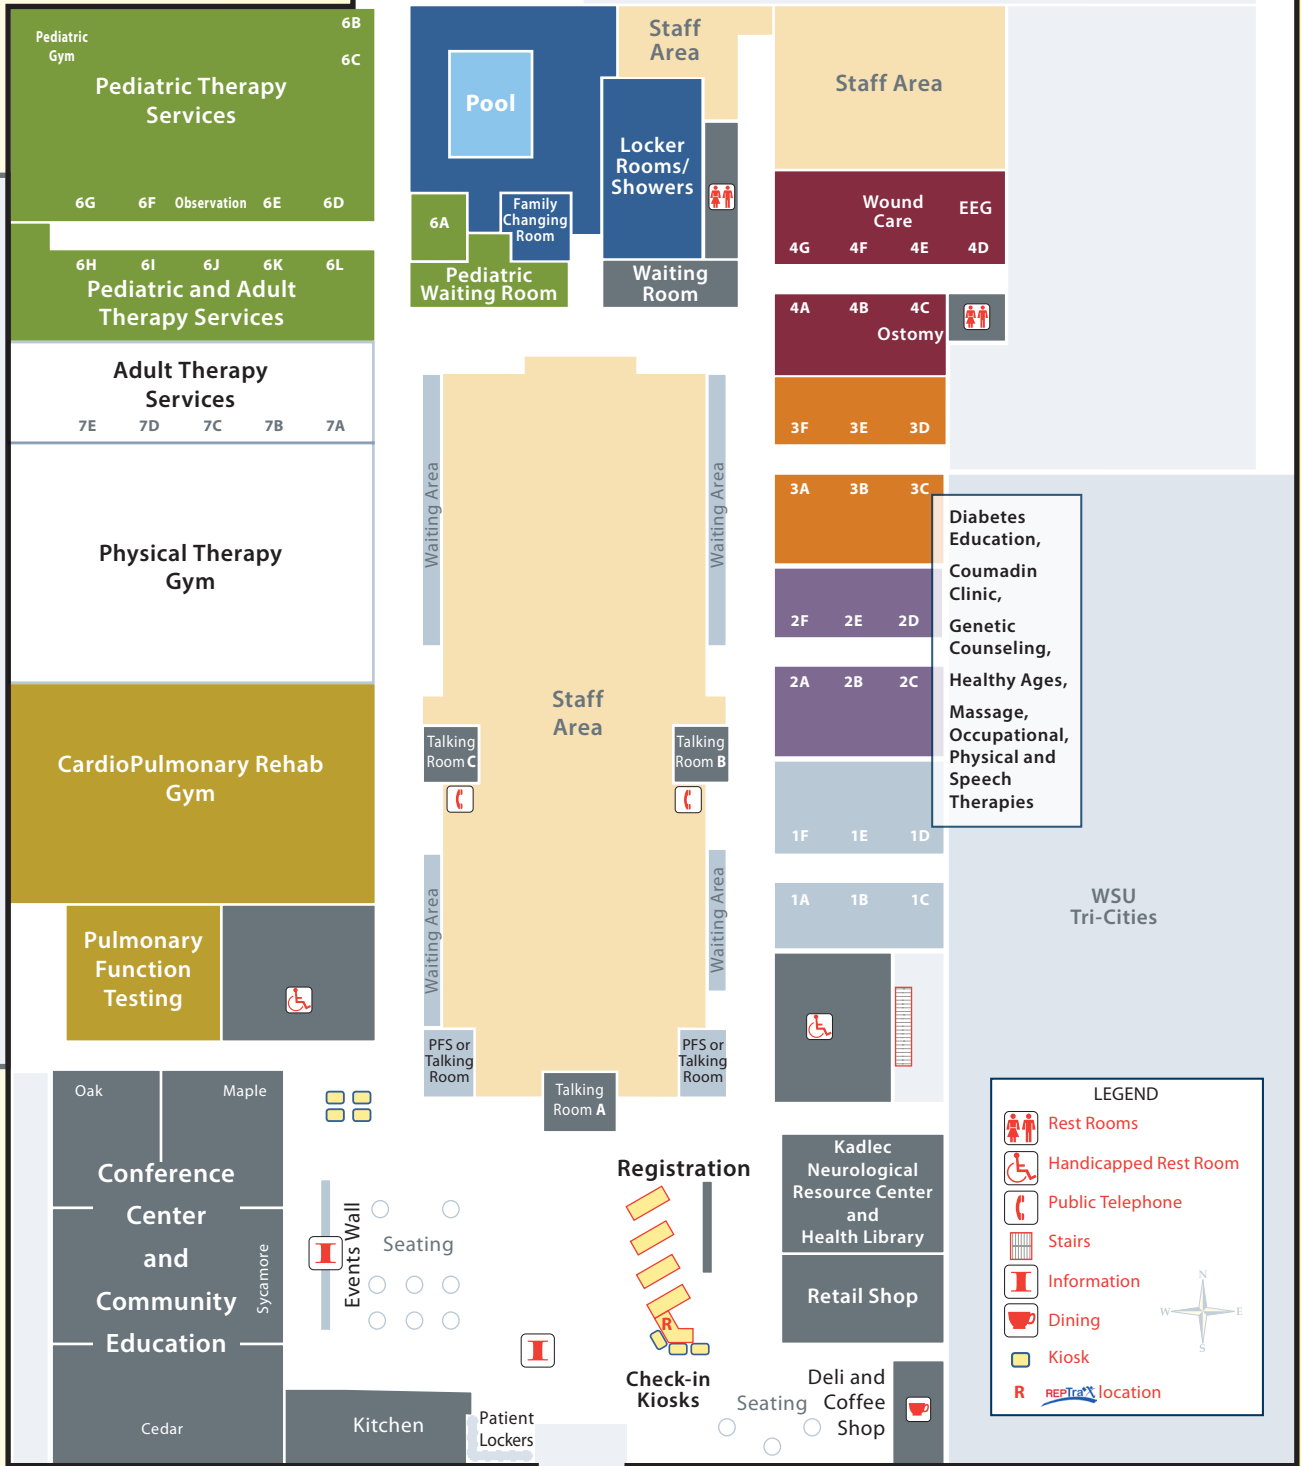 Pediatric
Gym
6B
6C
Pediatric Therapy
Services
6G 6F Observation 6E 6D
6H 6I 6J 6K 6L
Pediatric and Adult
Therapy Services
Adult Therapy
Services
7E 7D 7C 7B 7A
Physical Therapy
Gym
CardioPulmonary Rehab
Gym
Pulmonary
Function
Testing
Pool
6A
Family
Changing
Room
Pediatric
Waiting Room
Locker
Rooms/
Showers
Waiting
Room
Staff
Area
Staff Area
Wound
Care
EEG
4G 4F 4E 4D
4A 4B 4C
Ostomy
3F 3E 3D
3A 3B 3C
2F 2E 2D
2A 2B 2C
1F 1E 1D
1A 1B 1C
Diabetes
Education,
Coumadin
Clinic,
Genetic
Counseling,
Healthy Ages,
Massage,
Occupational,
Physical and
Speech
Therapies
WSU
Tri-Cities
Waiting Area
Waiting Area
Staff
Area
Talking
Room C
Talking
Room B
Waiting Area
Waiting Area
PFS or
Talking
Room
PFS or
Talking
Room
Talking
Room A
Oak
Maple
Conference
Center
and
Community
Education
Sycamore
Cedar
Events Wall
Seating
Kitchen
Patient
Lockers
Registration
R
Check-in
Kiosks
Seating
Deli and
Coffee
Shop
Kadlec
Neurological
Resource Center
and
Health Library
Retail Shop
LEGEND
Rest Rooms
Handicapped Rest Room
Public Telephone
Stairs
Information
Dining
Kiosk
R REPTrax location
N
W E
S